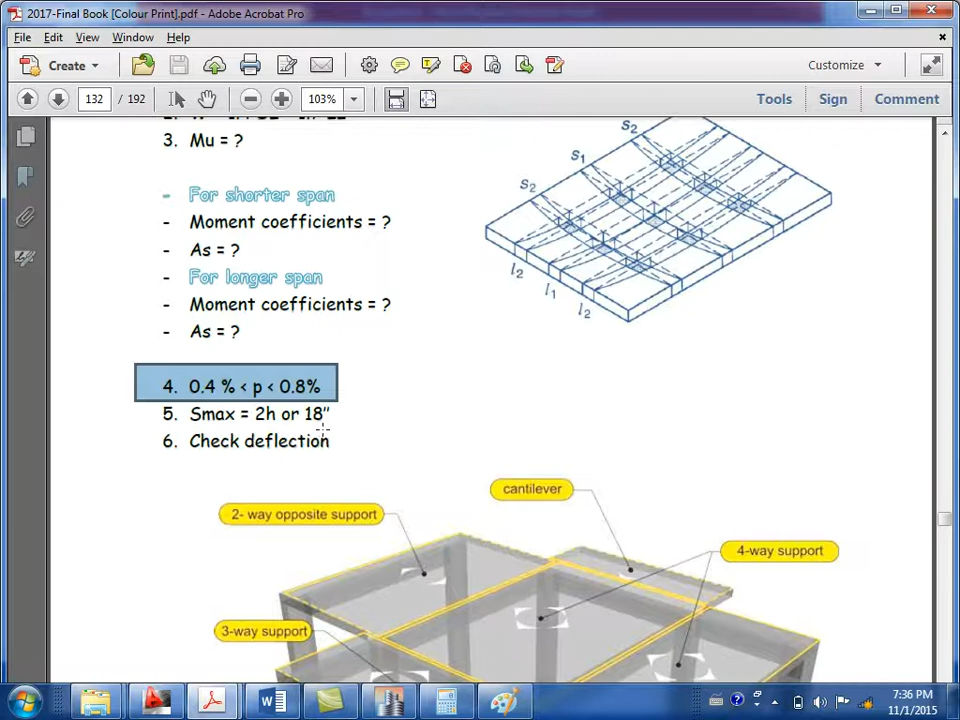 2017-Final Book [Colour Print].pdf - Adobe Acrobat Pro
File Edit View Window Help
Create
Customize
132 / 192
103%
Tools Sign Comment
3. Mu = ?
- For shorter span
- Moment coefficients = ?
- As = ?
- For longer span
- Moment coefficients = ?
- As = ?
4. 0.4 % < p < 0.8%
5. Smax = 2h or 18"
6. Check deflection
S2
S1
S2
l2
l1
l2
cantilever
2- way opposite support
4-way support
3-way support
7:36 PM
11/1/2015